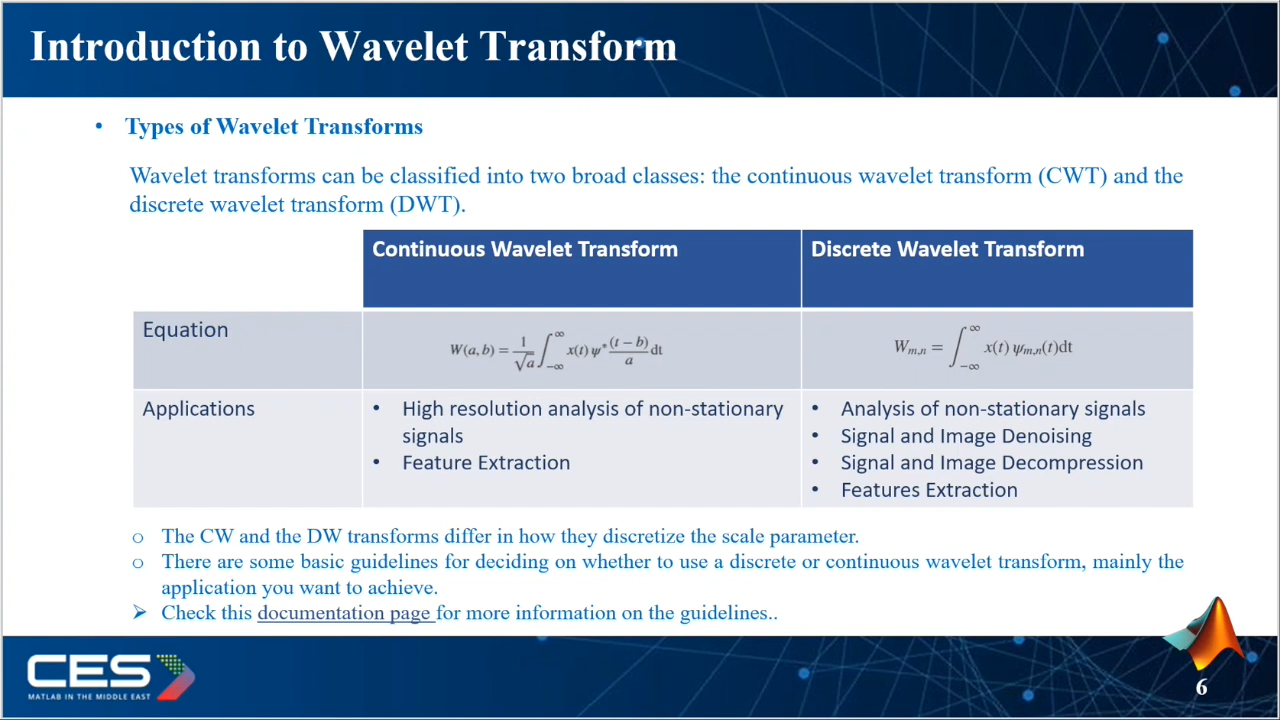 Introduction to Wavelet Transform
• Types of Wavelet Transforms
Wavelet transforms can be classified into two broad classes: the continuous wavelet transform (CWT) and the
discrete wavelet transform (DWT).
Continuous Wavelet Transform
Discrete Wavelet Transform
Equation
W(a, b) = 1/√a ∫_{-∞}^{∞} x(t) ψ* (t − b)/a dt
W_{m,n} = ∫_{-∞}^{∞} x(t) ψ_{m,n}(t)dt
Applications
• High resolution analysis of non-stationary
signals
• Feature Extraction
• Analysis of non-stationary signals
• Signal and Image Denoising
• Signal and Image Decompression
• Features Extraction
o The CW and the DW transforms differ in how they discretize the scale parameter.
o There are some basic guidelines for deciding on whether to use a discrete or continuous wavelet transform, mainly the
application you want to achieve.
➢ Check this documentation page for more information on the guidelines..
CES
MATLAB IN THE MIDDLE EAST
6